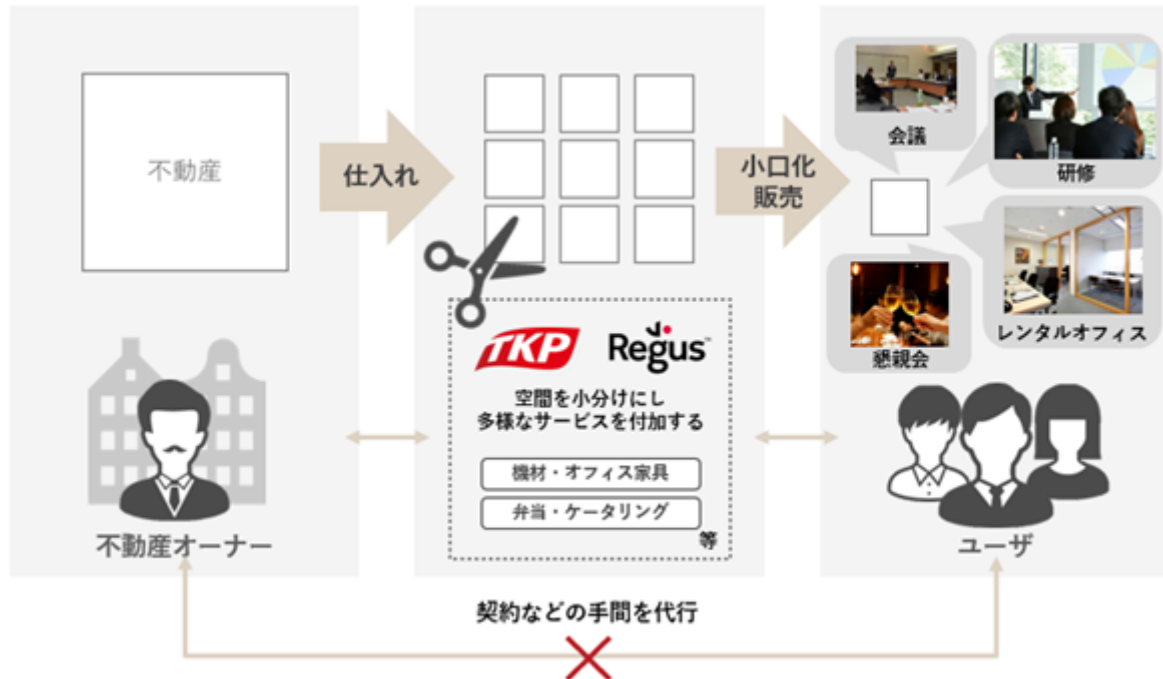 不動産
仕入れ
小口化
販売
会議
研修
懇親会
レンタルオフィス
TKP
Regus™
空間を小分けにし
多様なサービスを付加する
機材・オフィス家具
弁当・ケータリング
等
不動産オーナー
ユーザ
契約などの手間を代行